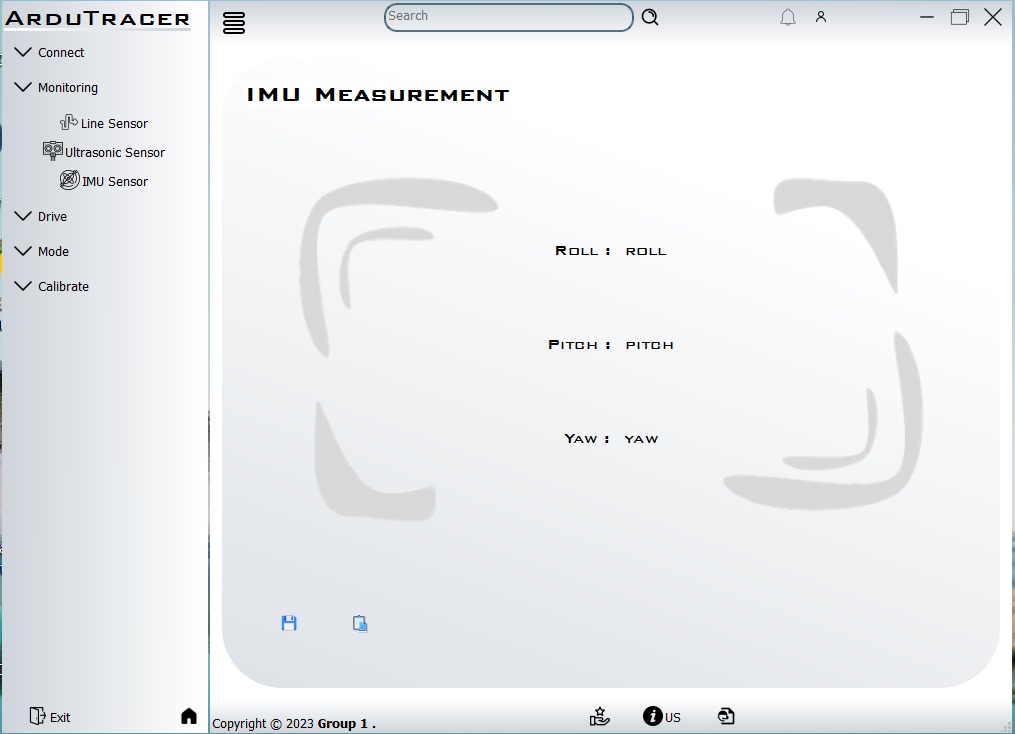 ArduTracer
Search
Connect
Monitoring
Line Sensor
Ultrasonic Sensor
IMU Sensor
Drive
Mode
Calibrate
Exit
IMU Measurement
Roll : roll
Pitch : pitch
Yaw : yaw
Copyright © 2023 Group 1 .
US